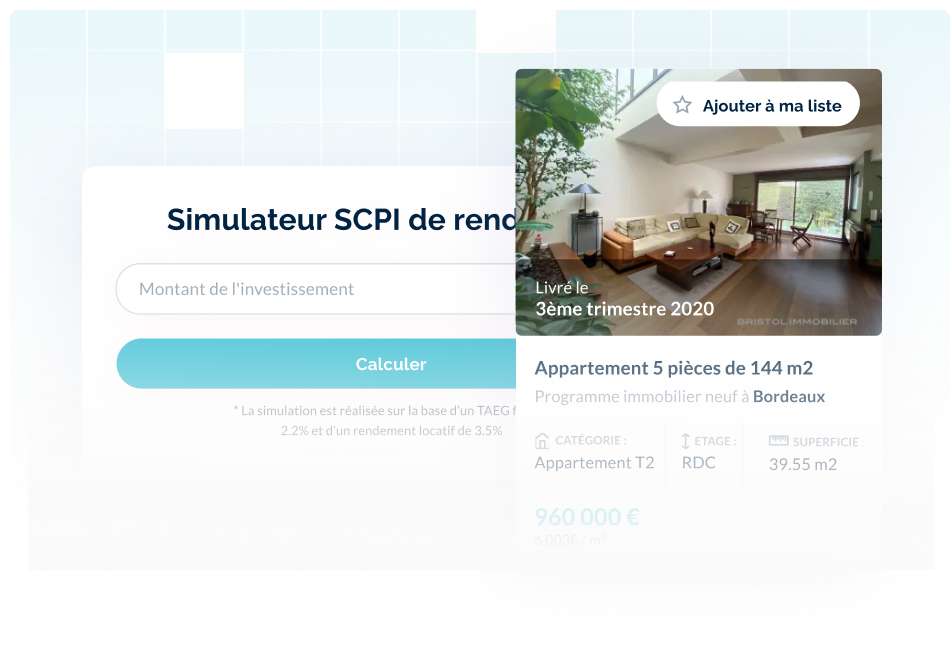 Simulateur SCPI de rend
Montant de l'investissement
Calculer
* La simulation est réalisée sur la base d'un TAEG f
2.2% et d'un rendement locatif de 3.5%
Ajouter à ma liste
Livré le
3ème trimestre 2020
BRISTOL IMMOBILIER
Appartement 5 pièces de 144 m2
Programme immobilier neuf à Bordeaux
CATÉGORIE : ETAGE : SUPERFICIE :
Appartement T2 RDC 39.55 m2
960 000 €
6 003€ / m²